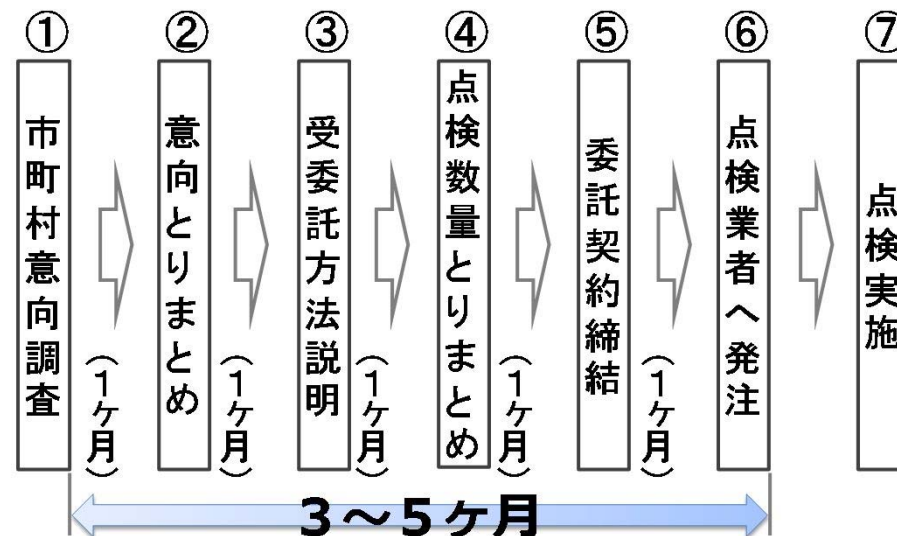 ①
市町村意向調査
(1ヶ月)
②
意向とりまとめ
(1ヶ月)
③
受委託方法説明
(1ヶ月)
④
点検数量とりまとめ
(1ヶ月)
⑤
委託契約締結
(1ヶ月)
⑥
点検業者へ発注
⑦
点検実施
3～5ヶ月